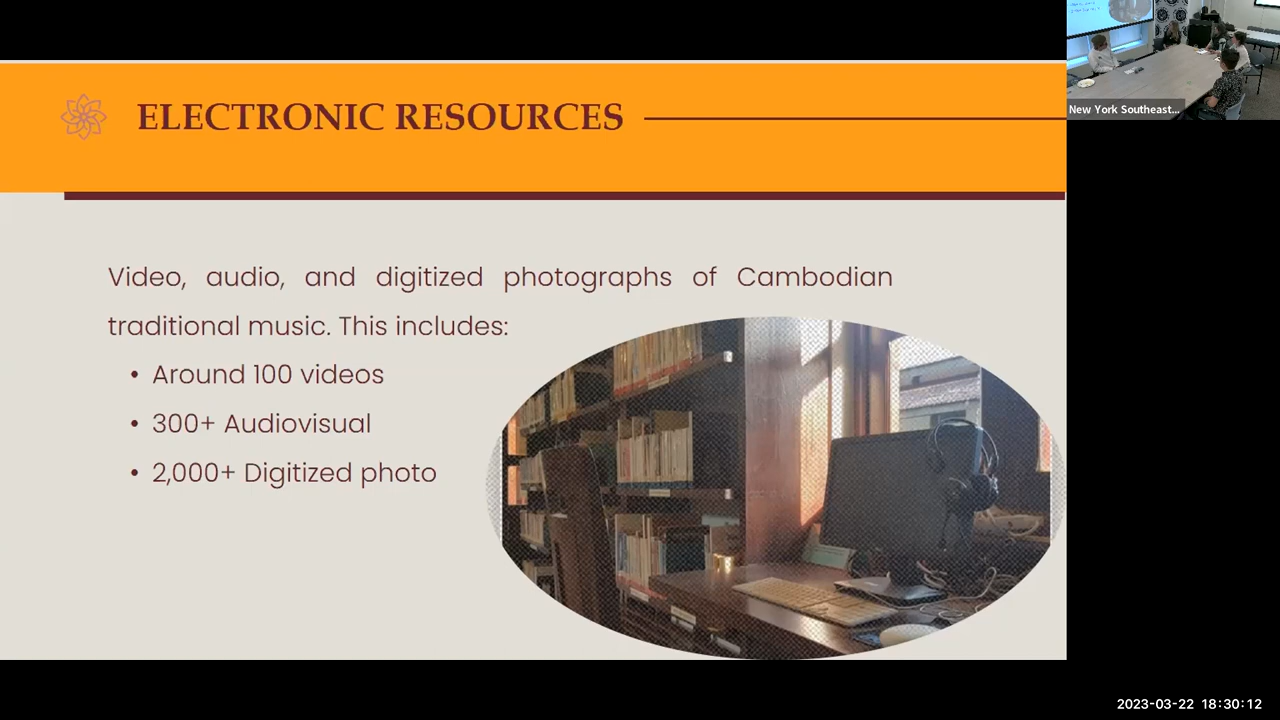 ELECTRONIC RESOURCES
Video, audio, and digitized photographs of Cambodian
traditional music. This includes:
• Around 100 videos
• 300+ Audiovisual
• 2,000+ Digitized photo
New York Southeast...
2023-03-22 18:30:12